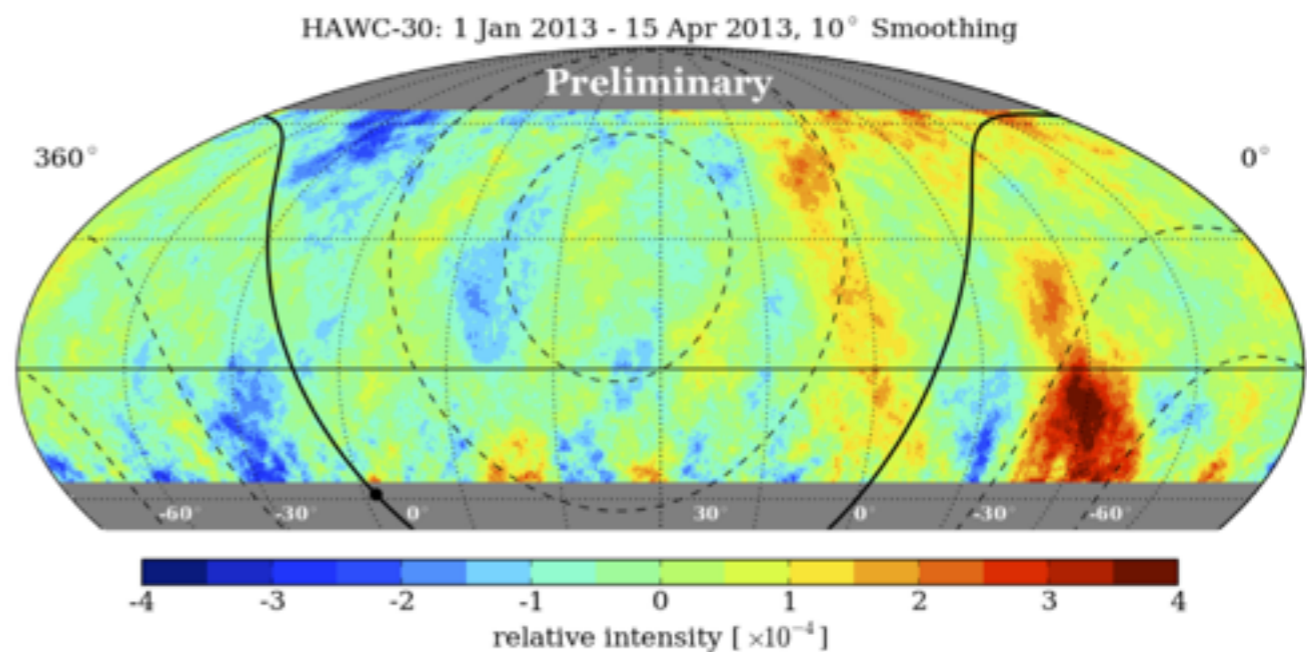 HAWC-30: 1 Jan 2013 - 15 Apr 2013, 10° Smoothing
Preliminary
360°
0°
-60° -30° 0° 30° 0° -30° -60°
-4 -3 -2 -1 0 1 2 3 4
relative intensity [ ×10⁻⁴ ]